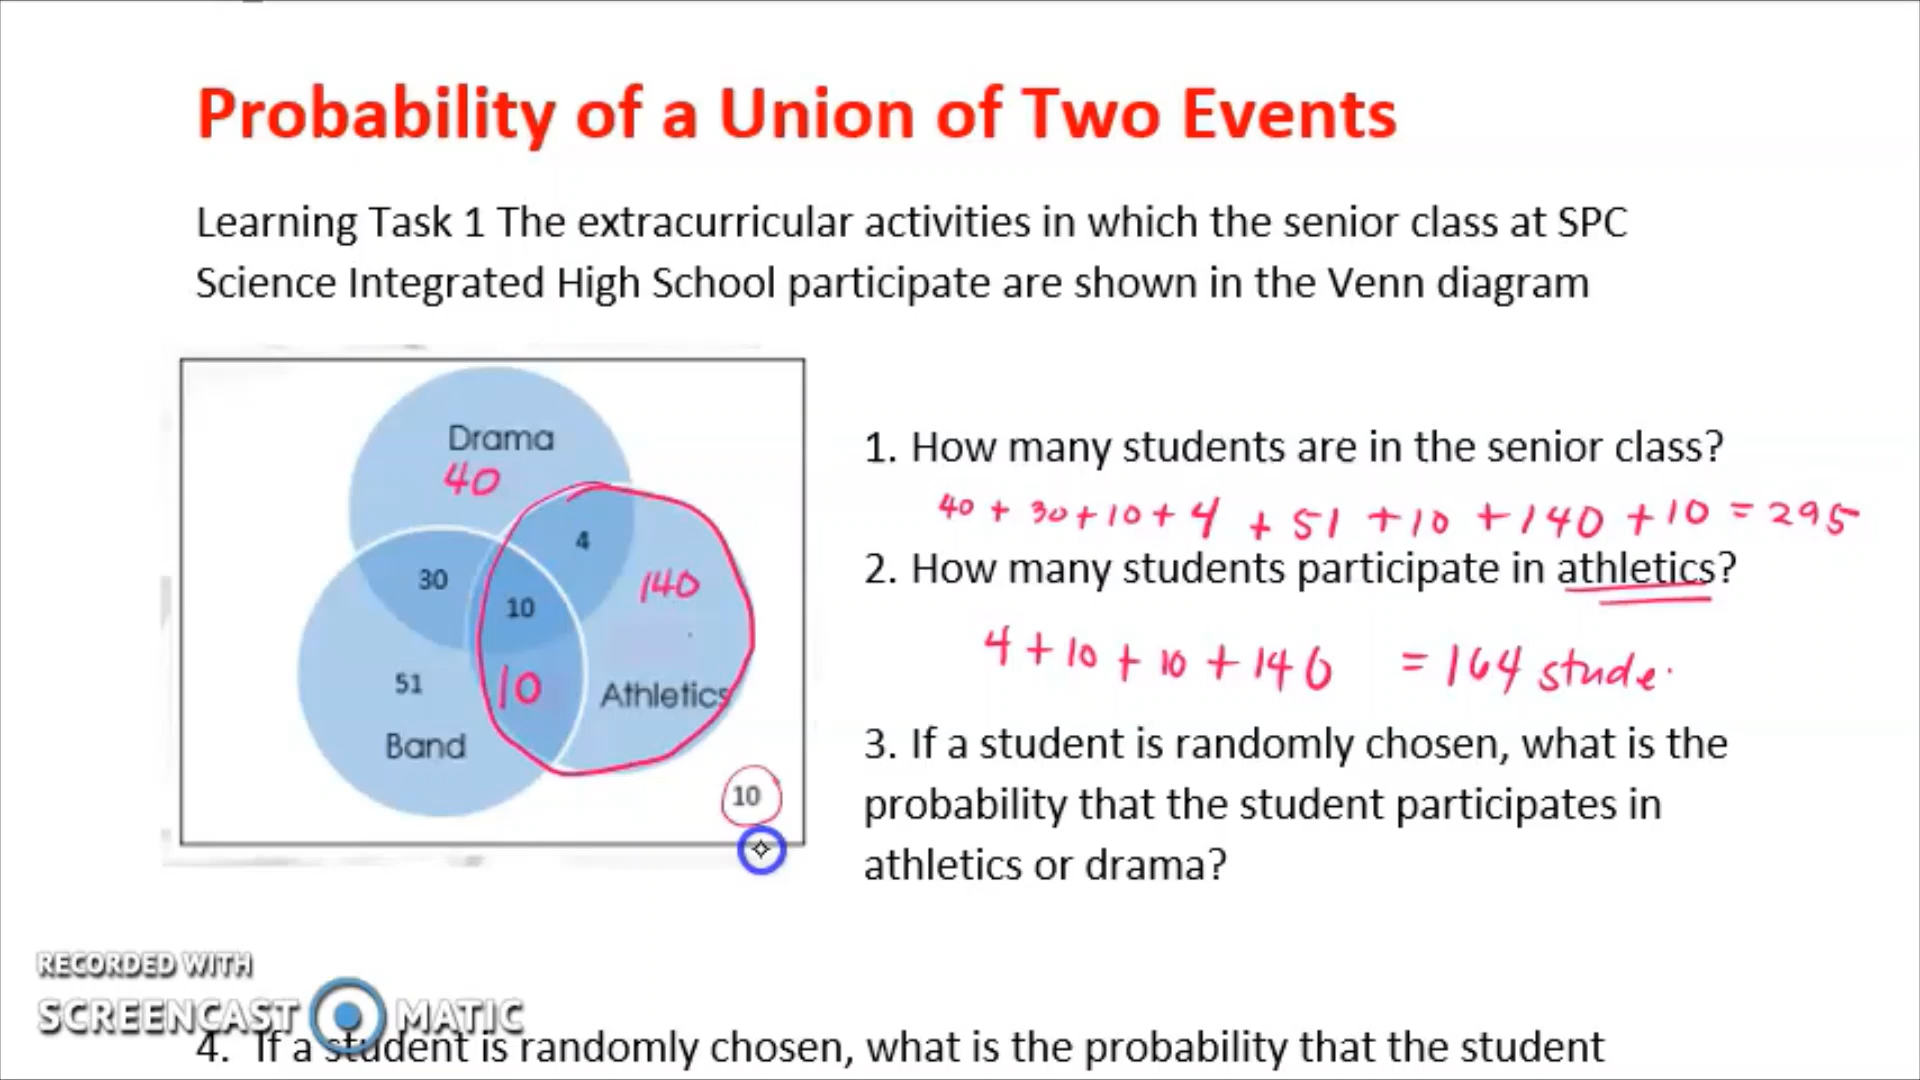 Probability of a Union of Two Events
Learning Task 1 The extracurricular activities in which the senior class at SPC
Science Integrated High School participate are shown in the Venn diagram
Drama
40
4
140
30
10
51
10
Athletics
Band
10
1. How many students are in the senior class?
40 + 30 + 10 + 4 + 51 + 10 + 140 + 10 = 295
2. How many students participate in athletics?
4 + 10 + 10 + 140 = 164 stude
3. If a student is randomly chosen, what is the
probability that the student participates in
athletics or drama?
RECORDED WITH
SCREENCAST MATIC
4. If a student is randomly chosen, what is the probability that the student